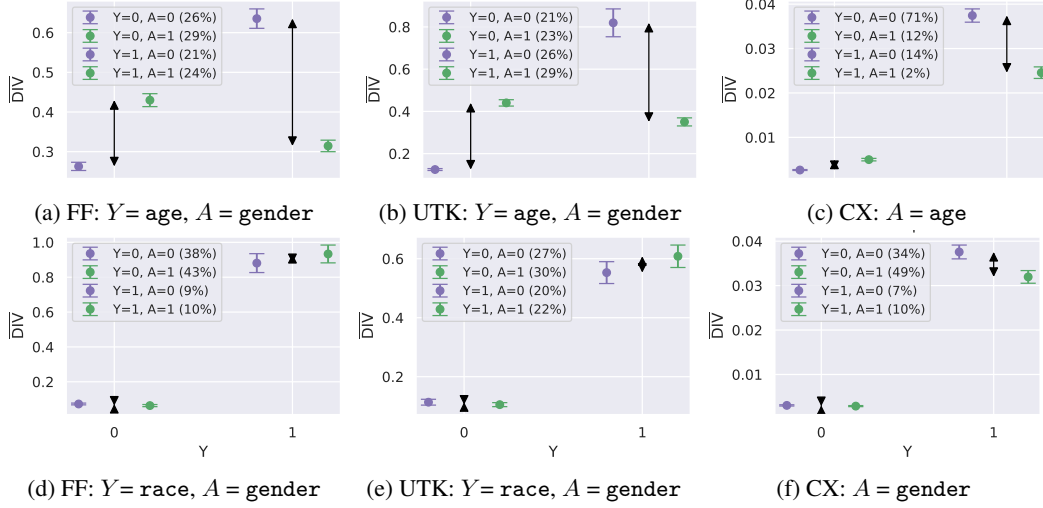 0.6
0.5
0.4
0.3
DIV
Y=0, A=0 (26%)
Y=0, A=1 (29%)
Y=1, A=0 (21%)
Y=1, A=1 (24%)
(a) FF: Y = age, A = gender
0.8
0.6
0.4
0.2
DIV
Y=0, A=0 (21%)
Y=0, A=1 (23%)
Y=1, A=0 (26%)
Y=1, A=1 (29%)
(b) UTK: Y = age, A = gender
0.04
0.03
0.02
0.01
DIV
Y=0, A=0 (71%)
Y=0, A=1 (12%)
Y=1, A=0 (14%)
Y=1, A=1 (2%)
(c) CX: A = age
1.0
0.8
0.6
0.4
0.2
DIV
Y=0, A=0 (38%)
Y=0, A=1 (43%)
Y=1, A=0 (9%)
Y=1, A=1 (10%)
0 1
Y
(d) FF: Y = race, A = gender
0.6
0.4
0.2
DIV
Y=0, A=0 (27%)
Y=0, A=1 (30%)
Y=1, A=0 (20%)
Y=1, A=1 (22%)
0 1
Y
(e) UTK: Y = race, A = gender
0.04
0.03
0.02
0.01
DIV
Y=0, A=0 (34%)
Y=0, A=1 (49%)
Y=1, A=0 (7%)
Y=1, A=1 (10%)
0 1
Y
(f) CX: A = gender